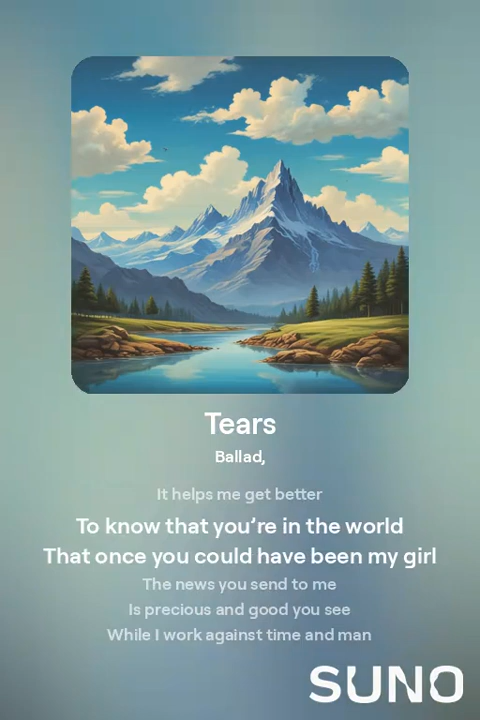 Tears
Ballad,
It helps me get better
To know that you're in the world
That once you could have been my girl
The news you send to me
Is precious and good you see
While I work against time and man
SUNO